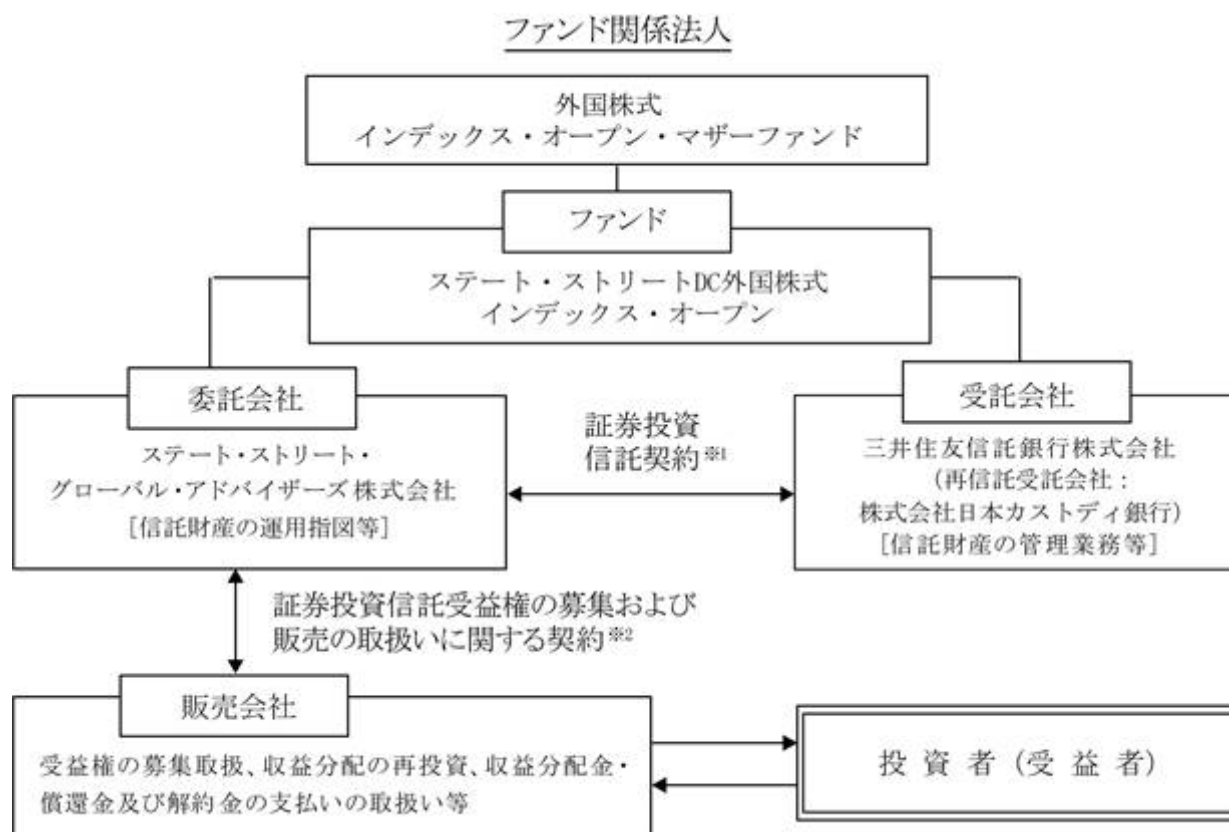 ファンド関係法人
外国株式
インデックス・オープン・マザーファンド
ファンド
ステート・ストリートDC外国株式
インデックス・オープン
委託会社
ステート・ストリート・
グローバル・アドバイザーズ株式会社
[信託財産の運用指図等]
証券投資
信託契約※1
受託会社
三井住友信託銀行株式会社
(再信託受託会社:
株式会社日本カストディ銀行)
[信託財産の管理業務等]
証券投資信託受益権の募集および
販売の取扱いに関する契約※2
販売会社
受益権の募集取扱、収益分配の再投資、収益分配金・
償還金及び解約金の支払いの取扱い等
投資者(受益者)